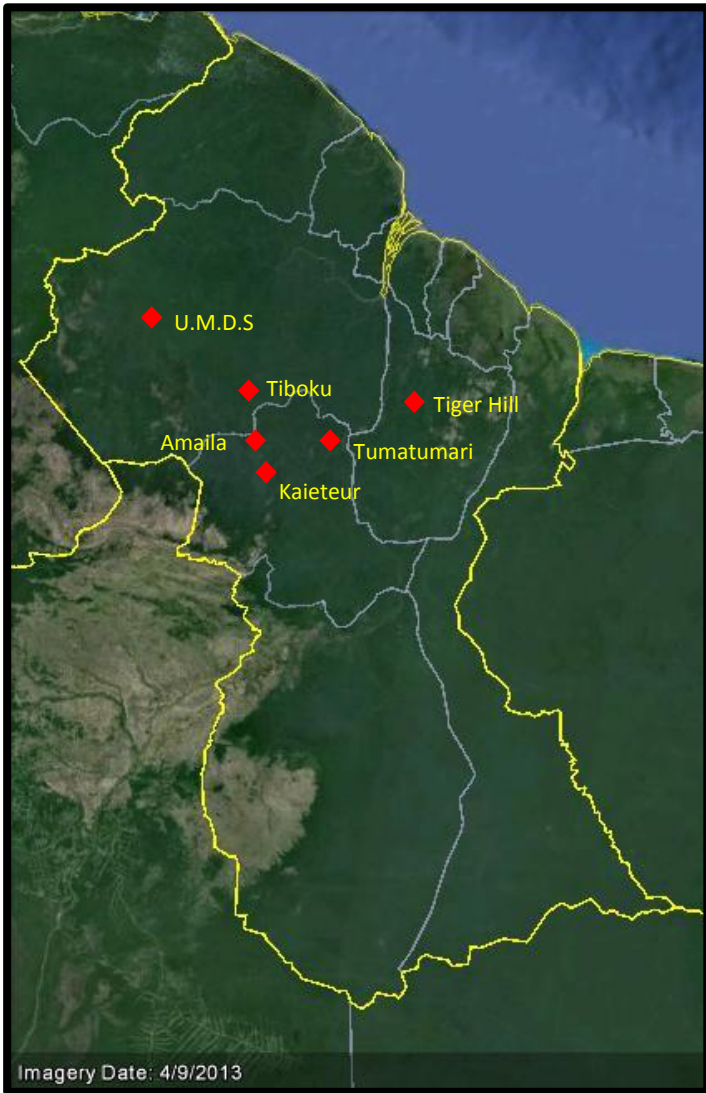 U.M.D.S
Tiboku
Tiger Hill
Amaila
Tumatumari
Kaieteur
Imagery Date: 4/9/2013